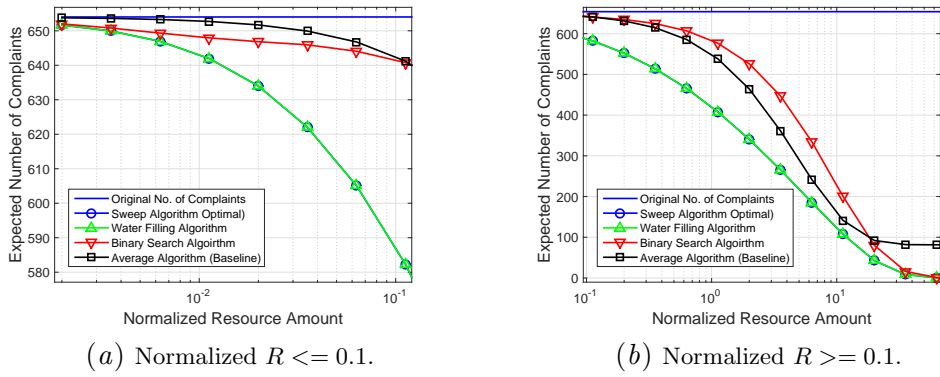 Expected Number of Complaints
650
640
630
620
610
600
590
580
Original No. of Complaints
Sweep Algorithm Optimal)
Water Filling Algorithm
Binary Search Algoirthm
Average Algorithm (Baseline)
10^-2
10^-1
Normalized Resource Amount
(a) Normalized R <= 0.1.
Expected Number of Complaints
600
500
400
300
200
100
0
Original No. of Complaints
Sweep Algorithm Optimal)
Water Filling Algorithm
Binary Search Algoirthm
Average Algorithm (Baseline)
10^-1
10^0
10^1
Normalized Resource Amount
(b) Normalized R >= 0.1.